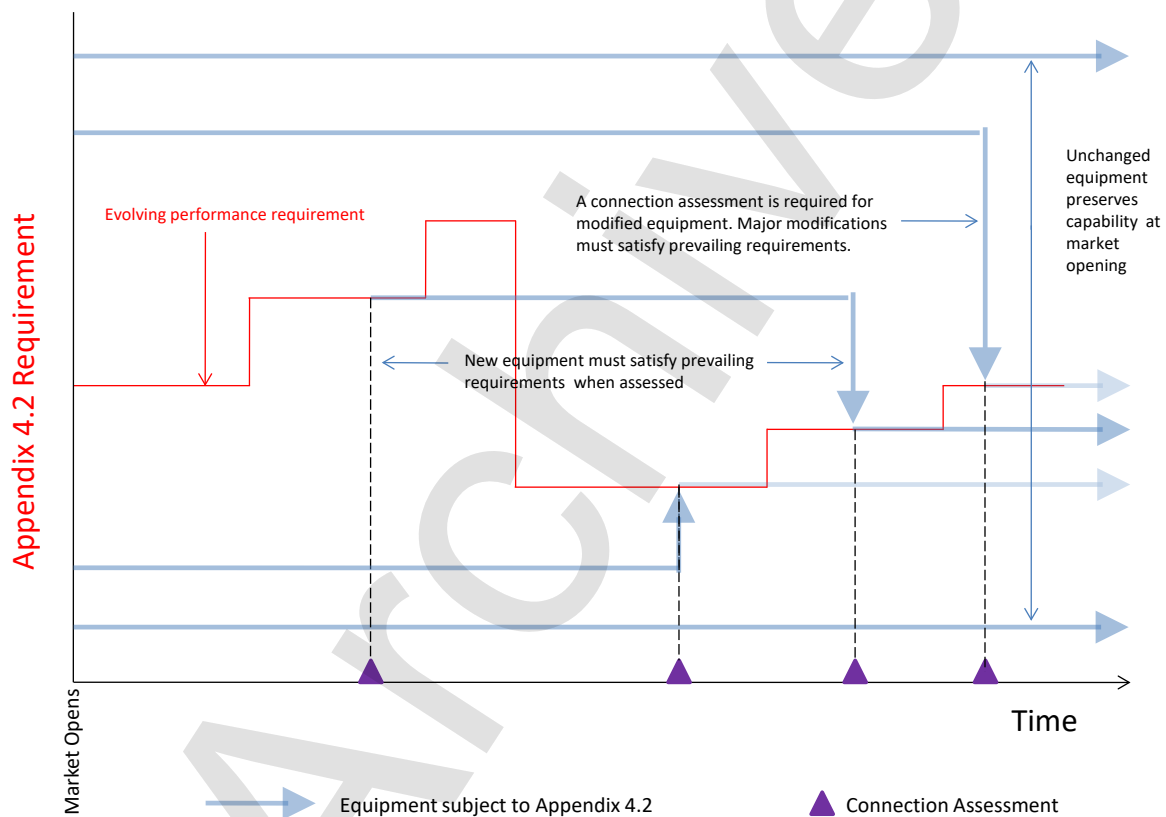 Evolving performance requirement
A connection assessment is required for
modified equipment. Major modifications
must satisfy prevailing requirements.
Unchanged
equipment
preserves
capability at
market
opening
New equipment must satisfy prevailing
requirements when assessed
Appendix 4.2 Requirement
Market Opens
Time
Equipment subject to Appendix 4.2
Connection Assessment
Archive